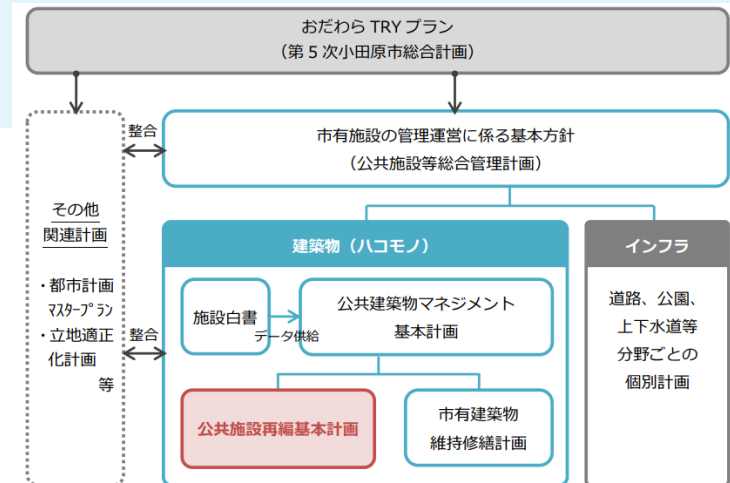 おだわら TRY プラン
(第 5 次小田原市総合計画)
整合
市有施設の管理運営に係る基本方針
(公共施設等総合管理計画)
その他
関連計画
・都市計画
ﾏｽﾀｰﾌﾟﾗﾝ
・立地適正
化計画
等
整合
建築物（ハコモノ）
施設白書
データ供給
公共建築物マネジメント
基本計画
公共施設再編基本計画
市有建築物
維持修繕計画
インフラ
道路、公園、
上下水道等
分野ごとの
個別計画